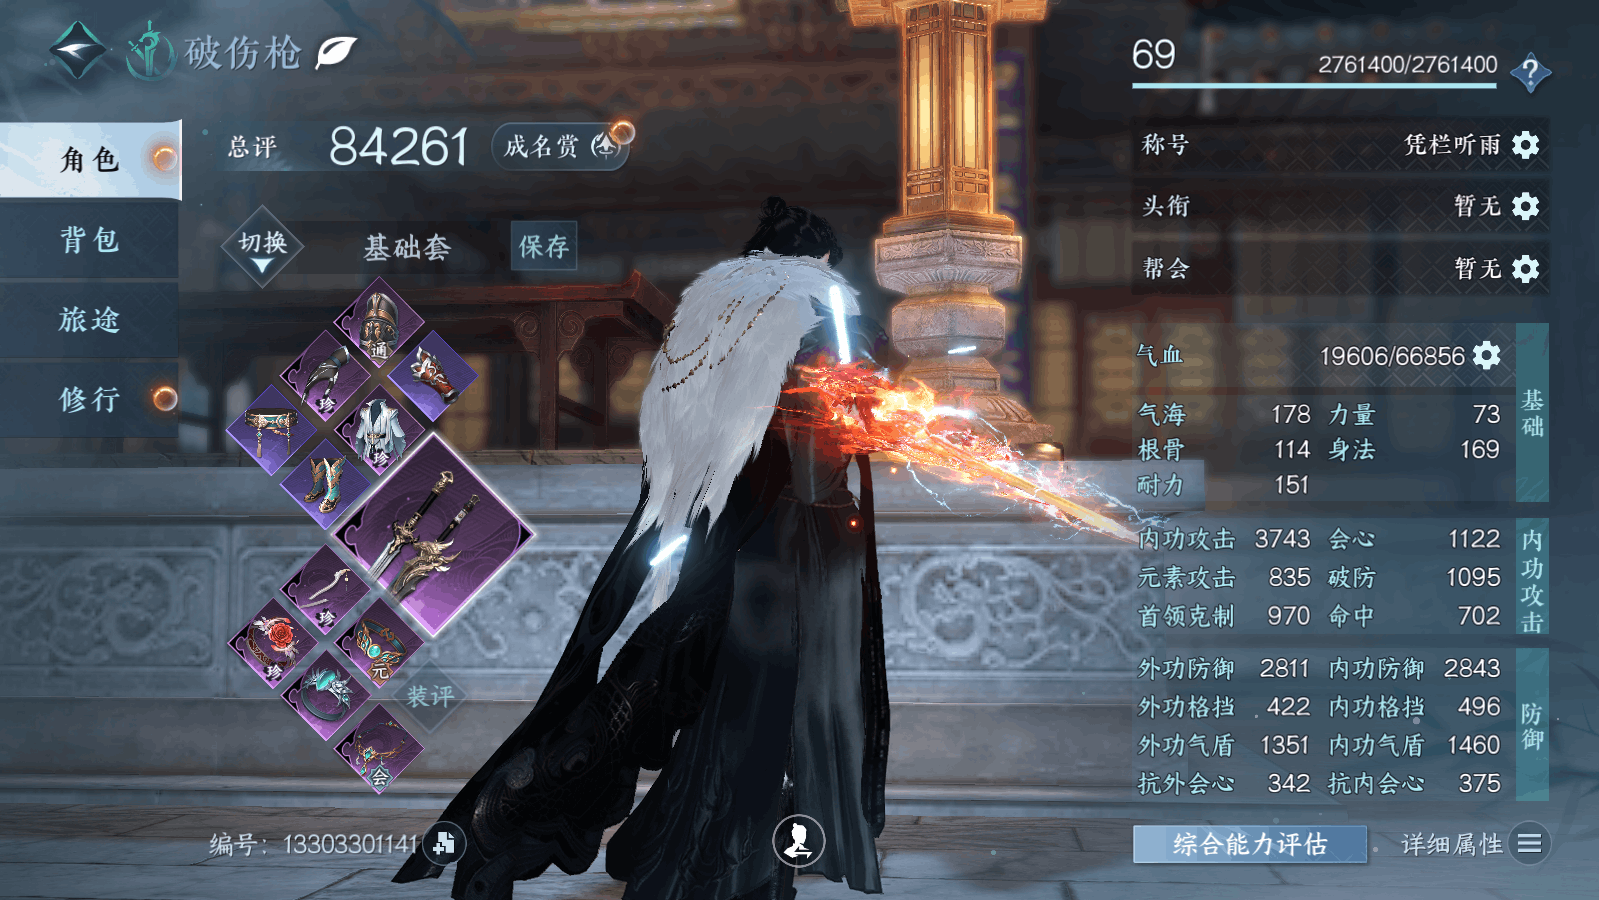 破伤枪
角色
背包
旅途
修行
总评 84261 成名赏
切换 基础套 保存
通
珍
珍
珍
珍
元
会
装评
编号：13303301141
69 2761400/2761400 ?
称号 凭栏听雨
头衔 暂无
帮会 暂无
气血 19606/66856
气海 178 力量 73
根骨 114 身法 169
耐力 151
基础
内功攻击 3743 会心 1122
元素攻击 835 破防 1095
首领克制 970 命中 702
内功攻击
外功防御 2811 内功防御 2843
外功格挡 422 内功格挡 496
外功气盾 1351 内功气盾 1460
抗外会心 342 抗内会心 375
防御
综合能力评估 详细属性